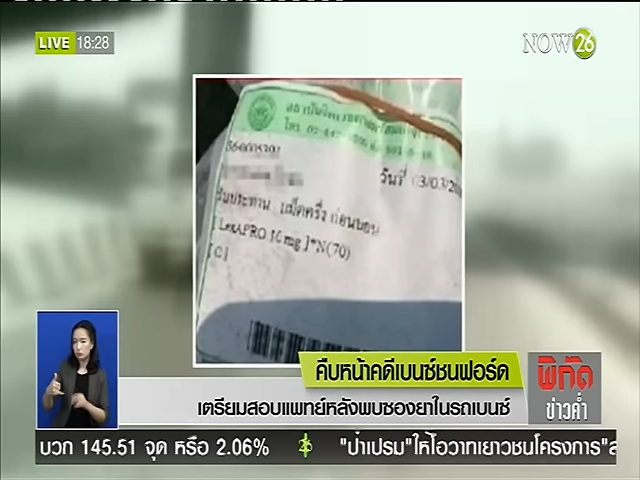 LIVE 18:28
NOW26
วันที่ 03/03/
รับประทาน เม็ดครึ่ง ก่อนนอน
[ LexAPRO 10 mg ]*N(70)
[0]
คืบหน้าคดีเบนซ์ชนฟอร์ด
เตรียมสอบแพทย์หลังพบซองยาในรถเบนซ์
พิกัด
ข่าวค่ำ
บวก 145.51 จุด หรือ 2.06%
"ป๋าเปรม"ให้โอวาทเยาวชนโครงการ"ส